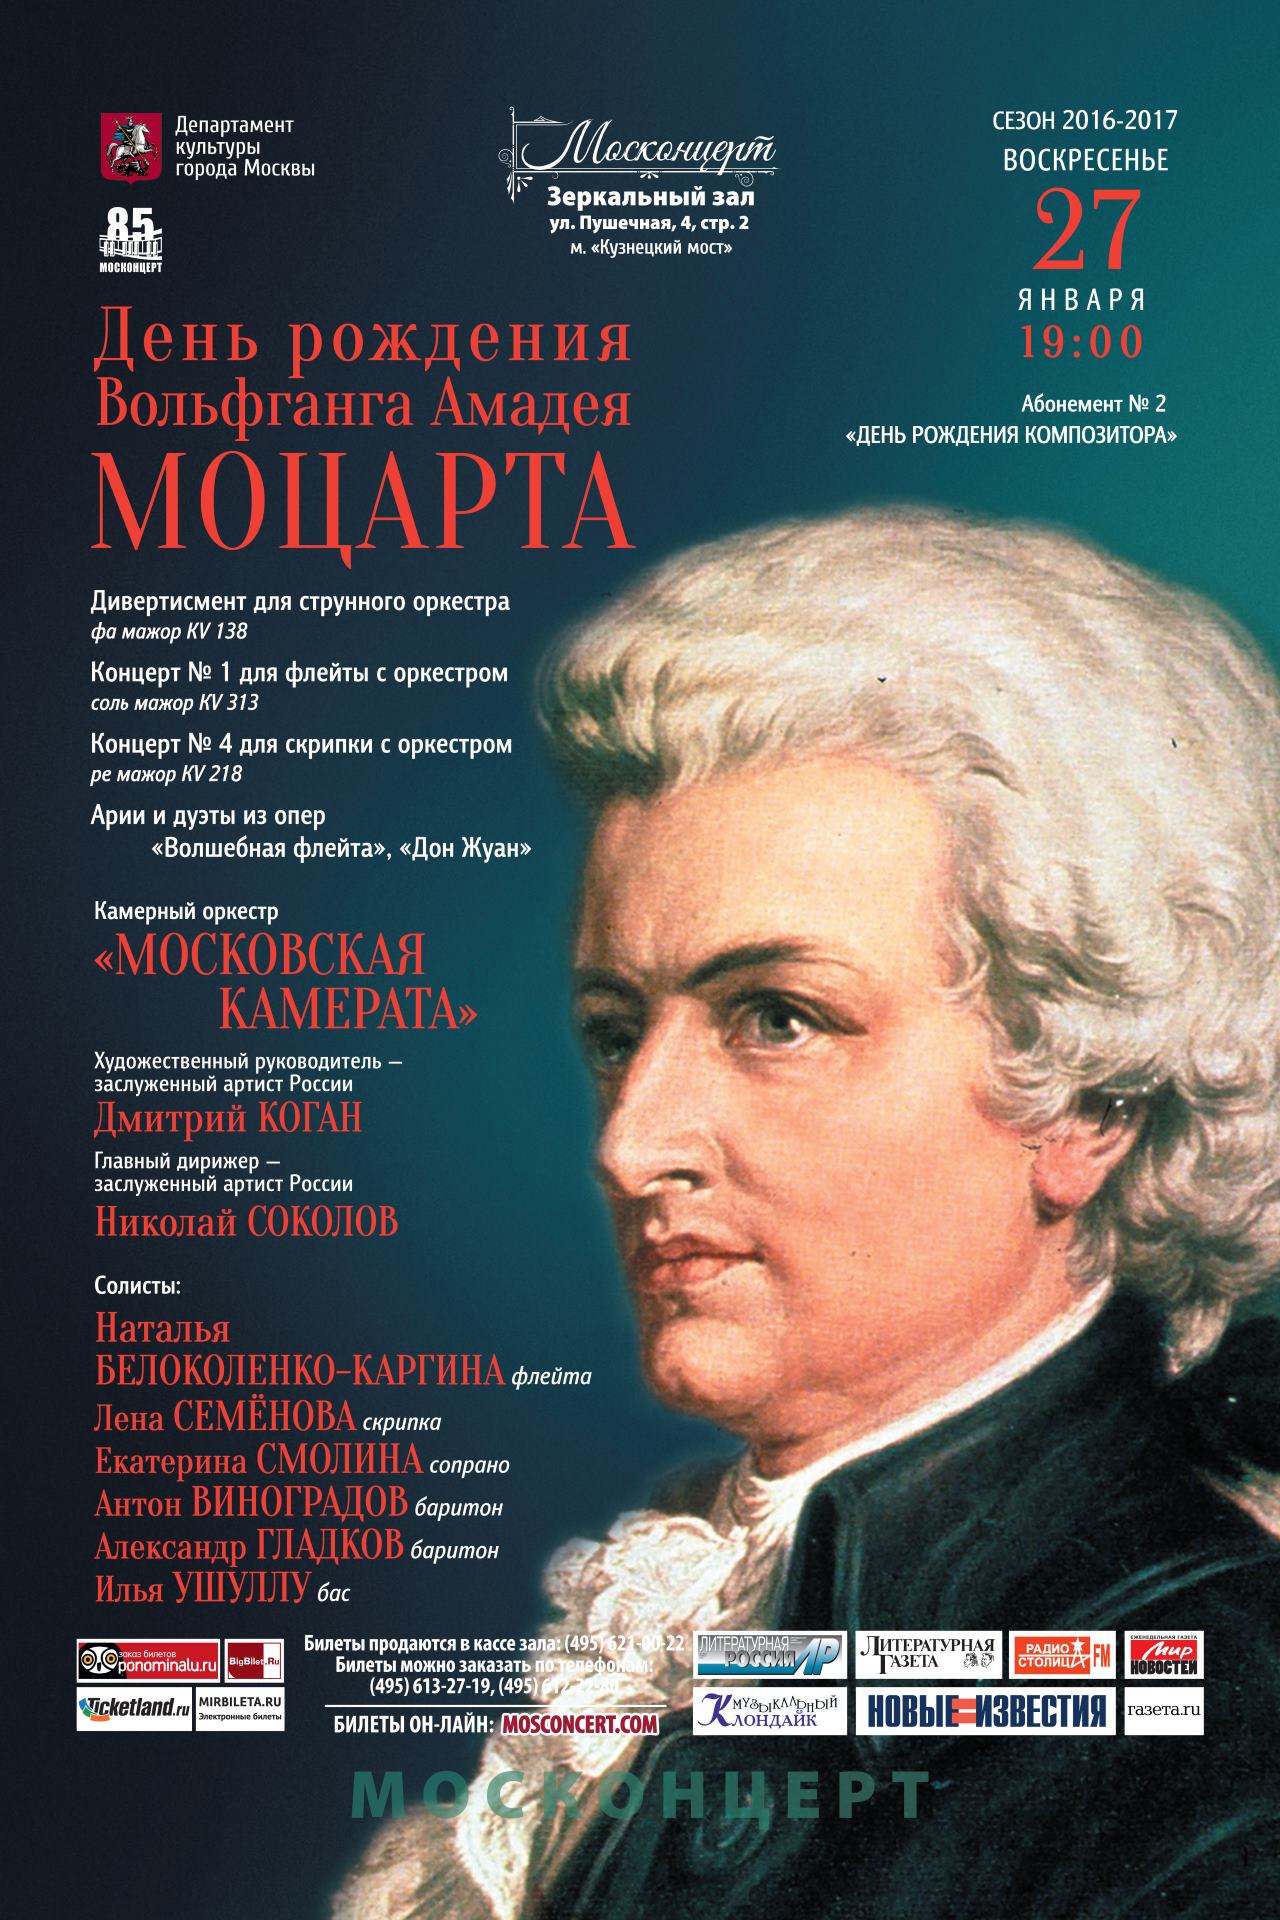 Департамент
культуры
города Москвы
85
МОСКОНЦЕРТ
Москонцерт
Зеркальный зал
ул. Пушечная, 4, стр. 2
м. «Кузнецкий мост»
СЕЗОН 2016-2017
ВОСКРЕСЕНЬЕ
27
ЯНВАРЯ
19:00
Абонемент № 2
«ДЕНЬ РОЖДЕНИЯ КОМПОЗИТОРА»
День рождения
Вольфганга Амадея
МОЦАРТА
Дивертисмент для струнного оркестра
фа мажор KV 138
Концерт № 1 для флейты с оркестром
соль мажор KV 313
Концерт № 4 для скрипки с оркестром
ре мажор KV 218
Арии и дуэты из опер
«Волшебная флейта», «Дон Жуан»
Камерный оркестр
«МОСКОВСКАЯ
КАМЕРАТА»
Художественный руководитель –
заслуженный артист России
Дмитрий КОГАН
Главный дирижер –
заслуженный артист России
Николай СОКОЛОВ
Солисты:
Наталья
БЕЛОКОЛЕНКО-КАРГИНА флейта
Лена СЕМЁНОВА скрипка
Екатерина СМОЛИНА сопрано
Антон ВИНОГРАДОВ баритон
Александр ГЛАДКОВ баритон
Илья УШУЛЛУ бас
заказ билетов
ponominalu.ru
BigBilet.Ru
Ticketland.ru
MIRBILETA.RU
Электронные билеты
Билеты продаются в кассе зала: (495) 621-00-22
Билеты можно заказать по телефонам:
(495) 613-27-19, (495)
БИЛЕТЫ ОН-ЛАЙН: MOSCONCERT.COM
ЛИТЕРАТУРНАЯ
РОССИЯ ЛР
ЛИТЕРАТУРНАЯ
ГАЗЕТА
РАДИО
СТОЛИЦА FM
ЕЖЕНЕДЕЛЬНАЯ ГАЗЕТА
Мир
НОВОСТЕЙ
МУЗЫКАЛЬНЫЙ
КЛОНДАЙК
НОВЫЕ ИЗВЕСТИЯ
газета.ru
МОСКОНЦЕРТ